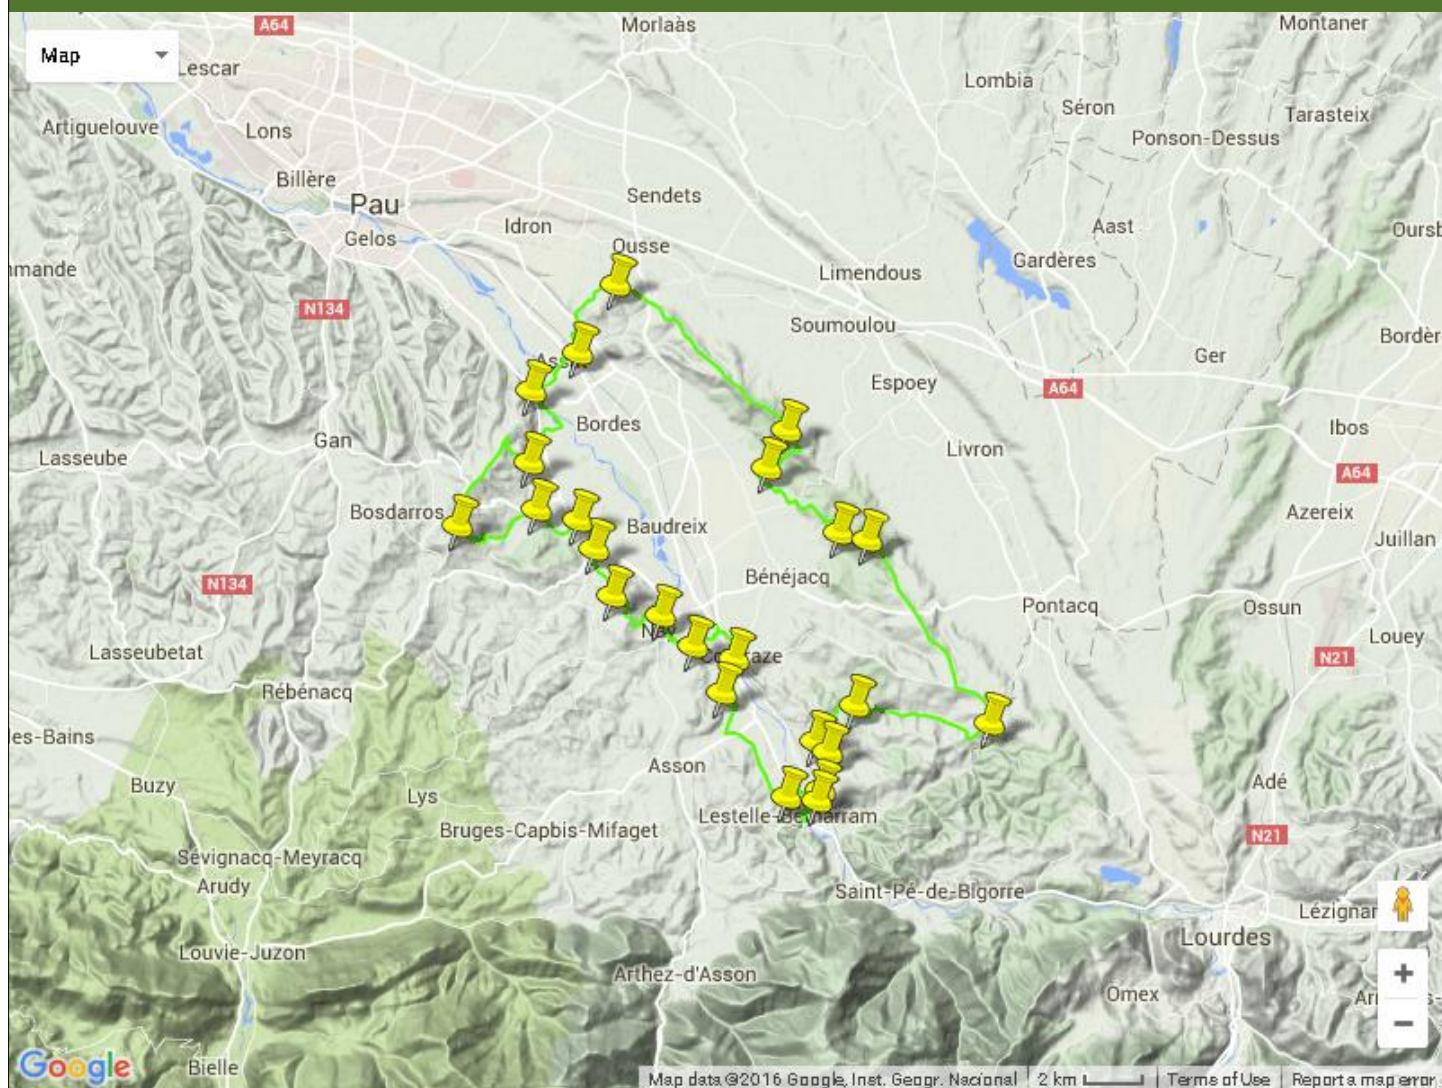 A64
Morlaàs
Montaner
Map
Lescar
Lombia
Séron
Tarasteix
Artiguelouve
Lons
Ponson-Dessus
Billère
Sendets
Pau
Idron
Aast
Gelos
Ousse
Gardères
Limendous
N134
Soumoulou
Ger
Espoey
A64
Bordes
Ibos
Gan
Livron
Lasseube
A64
Bosdarros
Baudreix
Azereix
Juillan
N134
Bénéjacq
Pontacq
Ossun
Louey
Lasseubetat
N21
Rébénacq
es-Bains
Asson
Adé
Buzy
Lys
Lestelle-Bétharram
Bruges-Capbis-Mifaget
N21
Sévignacq-Meyracq
Arudy
Saint-Pé-de-Bigorre
Lézignan
Lourdes
Louvie-Juzon
Arthez-d'Asson
Omex
Bielle
Google
Map data ©2016 Google, Inst. Geogr. Nacional 2 km Terms of Use Report a map error